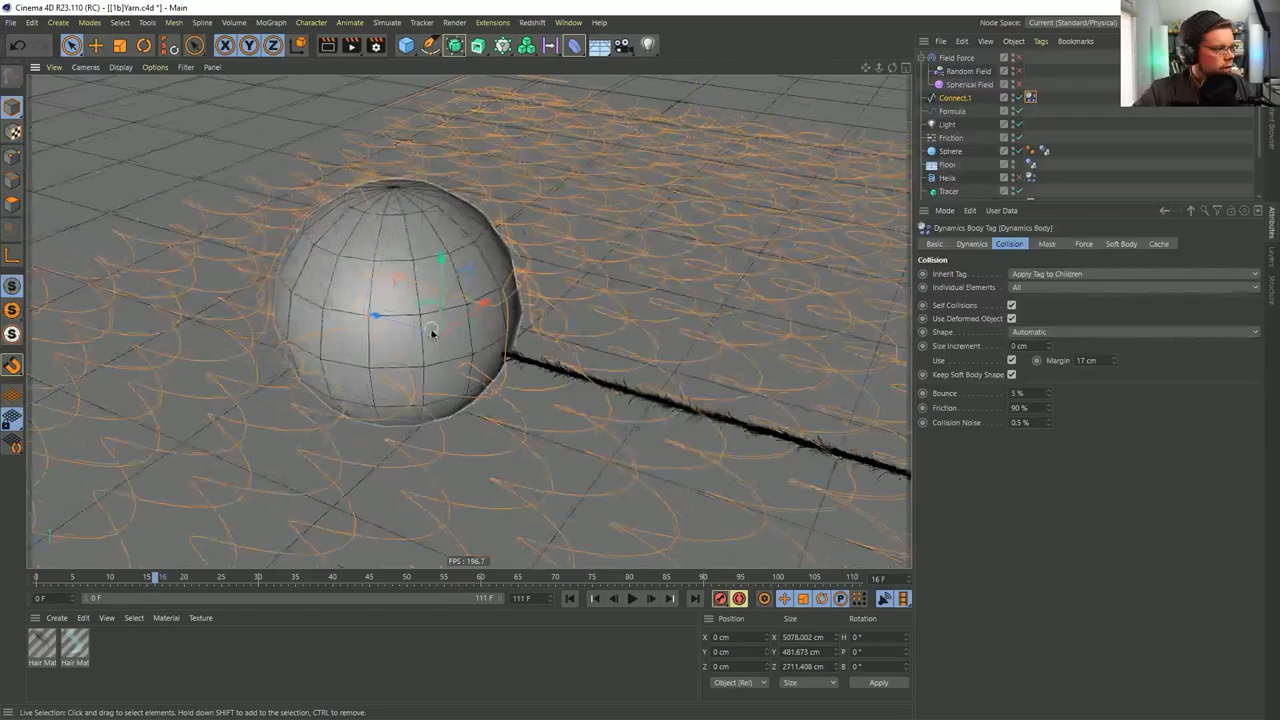 Cinema 4D R23.110 (RC) - [[1b]Yarn.c4d *] - Main
File Edit Create Modes Select Tools Mesh Spline Volume MoGraph Character Animate Simulate Tracker Render Extensions Redshift Window Help
Node Space: Current (Standard/Physical)
View Cameras Display Options Filter Panel
File Edit View Object Tags Bookmarks
Field Force
Random Field
Spherical Field
Connect.1
Formula
Light
Friction
Sphere
Floor
Helix
Tracer
Mode Edit User Data
Dynamics Body Tag [Dynamics Body]
Basic Dynamics Collision Mass Force Soft Body Cache
Collision
Inherit Tag Apply Tag to Children
Individual Elements All
Self Collisions
Use Deformed Object
Shape Automatic
Size Increment 0 cm
Use Margin 17 cm
Keep Soft Body Shape
Bounce 5 %
Friction 90 %
Collision Noise 0.5 %
Attributes
Layers
Structure
FPS : 196.7
0 5 10 15 16 20 25 30 35 40 45 50 55 60 65 70 75 80 85 90 95 100 105 110 16 F
0 F 0 F 111 F 111 F
Create Edit View Select Material Texture
Hair Mat Hair Mat
Position Size Rotation
X 0 cm X 5078.002 cm H 0 °
Y 0 cm Y 481.673 cm P 0 °
Z 0 cm Z 2711.408 cm B 0 °
Object (Rel) Size Apply
Live Selection: Click and drag to select elements. Hold down SHIFT to add to the selection, CTRL to remove.